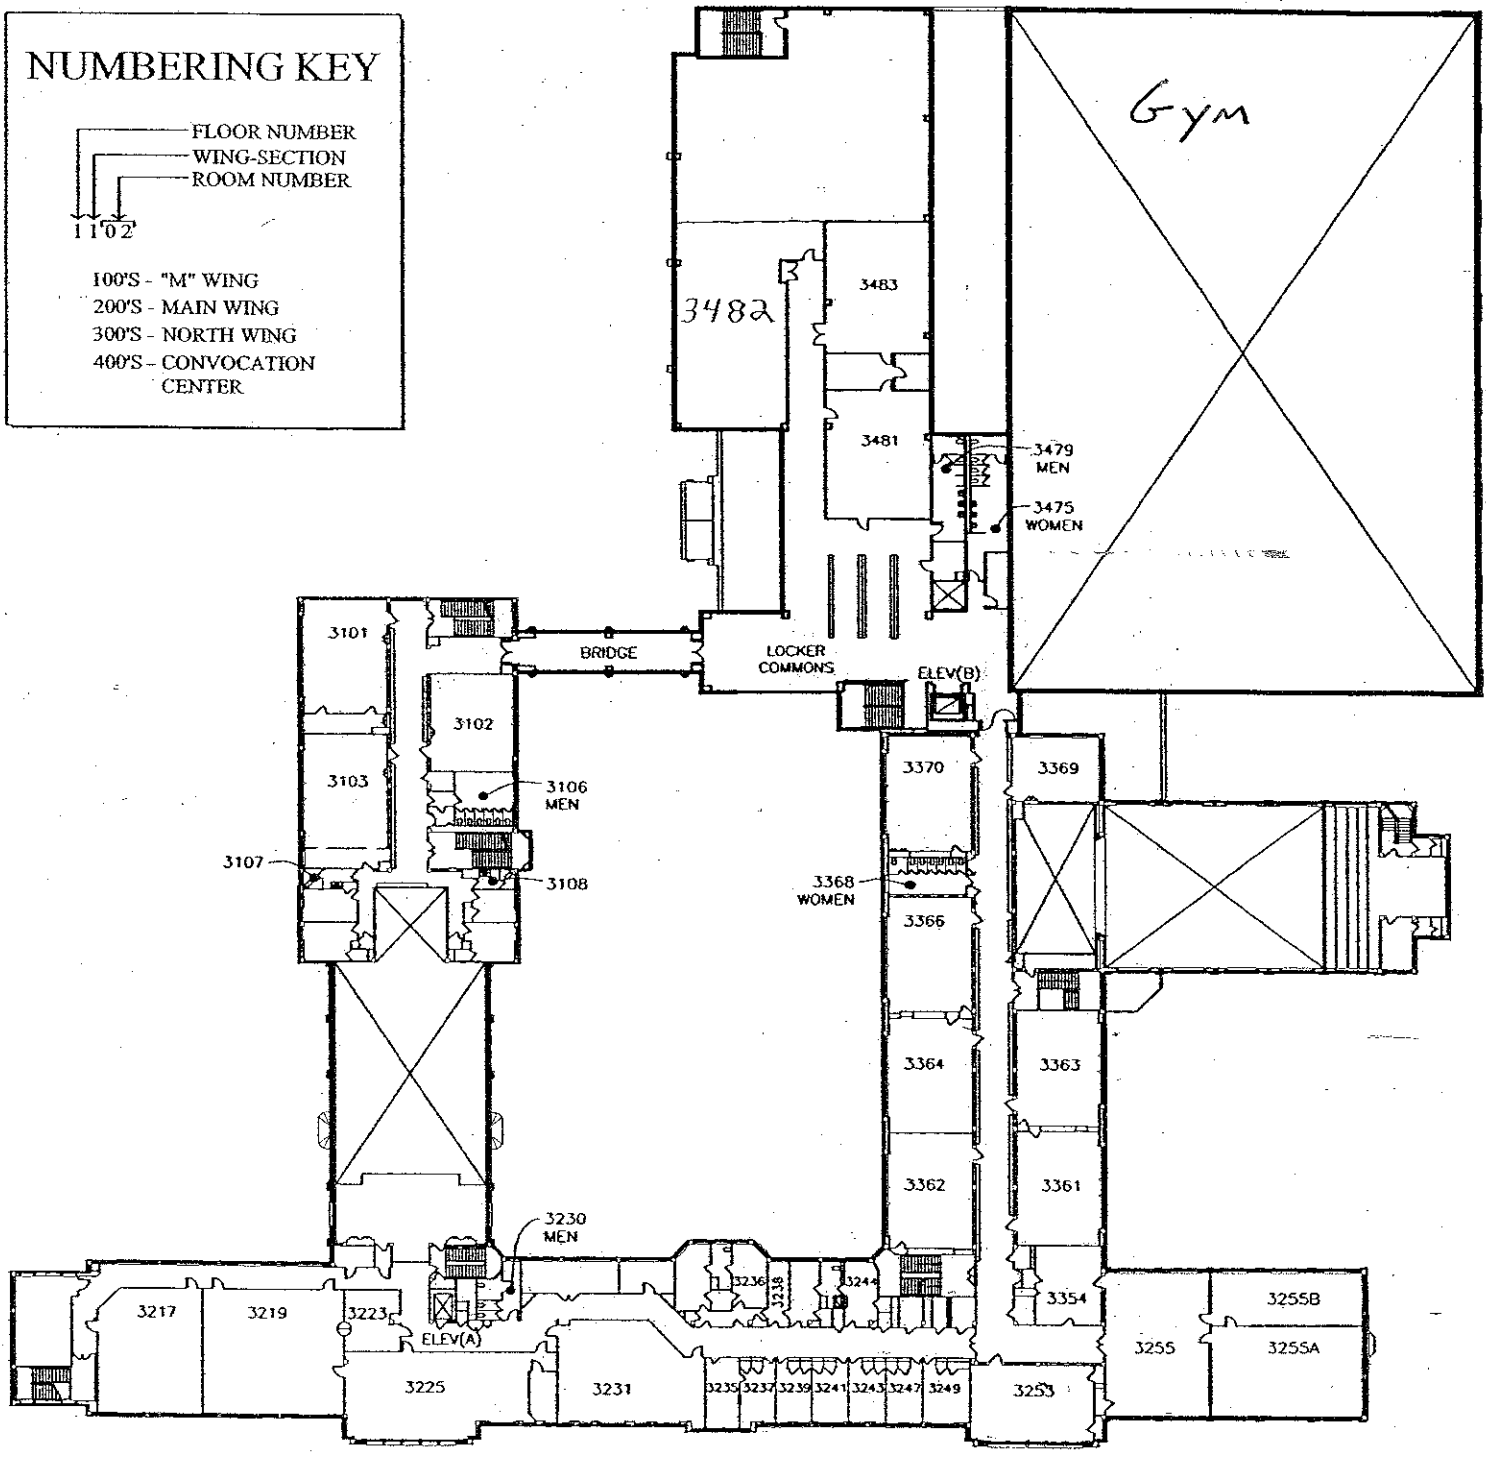 NUMBERING KEY
FLOOR NUMBER
WING-SECTION
ROOM NUMBER
1 1'0 2'
100'S - "M" WING
200'S - MAIN WING
300'S - NORTH WING
400'S - CONVOCATION
CENTER
Gym
3483
3482
3481
3479
MEN
3475
WOMEN
3101
BRIDGE
LOCKER
COMMONS
ELEV(B)
3102
3103
3106
MEN
3107
3108
3370
3369
3368
WOMEN
3366
3364
3363
3362
3361
3230
MEN
3236
3238
3244
3354
3217
3219
3223
ELEV(A)
3225
3231
3235
3237
3239
3241
3243
3247
3249
3253
3255
3255B
3255A